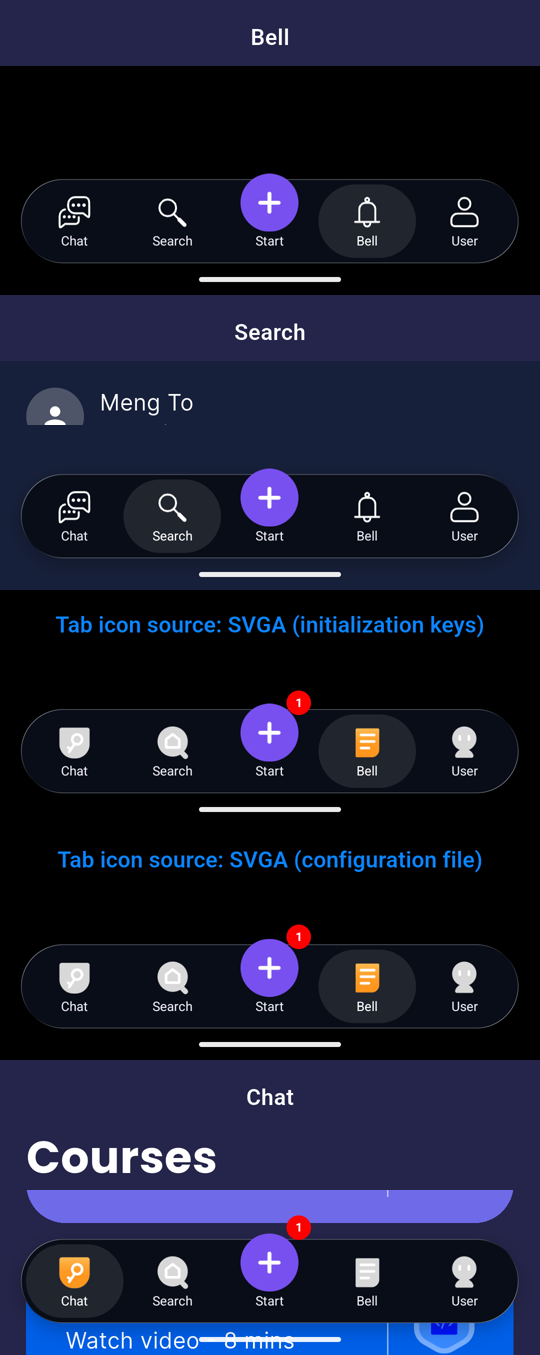 Bell
Chat Search Start Bell User
Search
Meng To
Chat Search Start Bell User
Tab icon source: SVGA (initialization keys)
1
Chat Search Start Bell User
Tab icon source: SVGA (configuration file)
1
Chat Search Start Bell User
Chat
Courses
1
Chat Search Start Bell User
Watch video - 8 mins